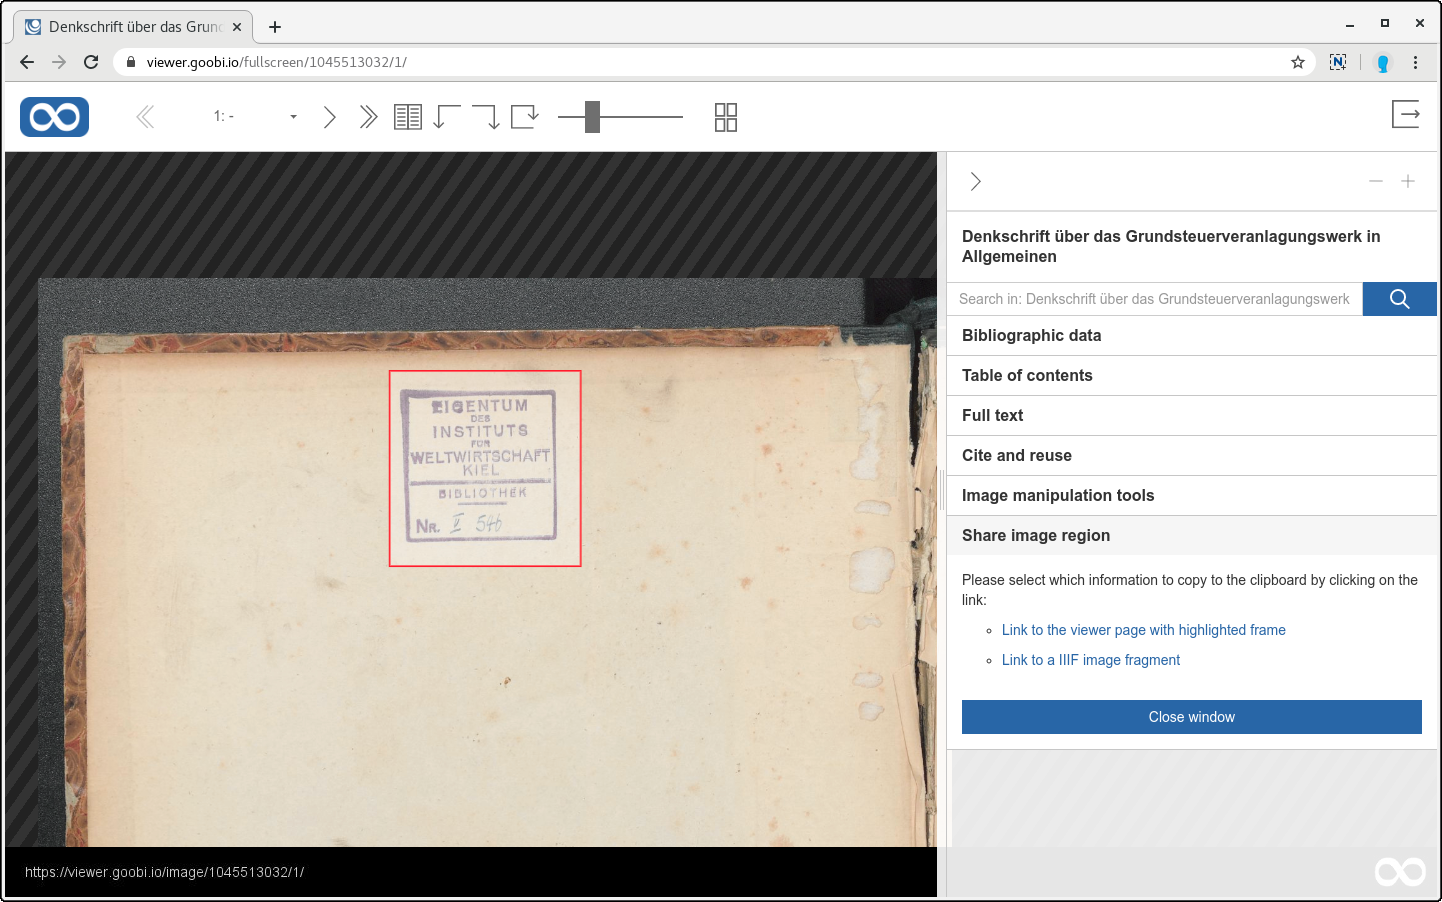 Denkschrift über das Grund
viewer.goobi.io/fullscreen/1045513032/1/
1: -
Denkschrift über das Grundsteuerveranlagungswerk in
Allgemeinen
Search in: Denkschrift über das Grundsteuerveranlagungswerk
Bibliographic data
Table of contents
Full text
Cite and reuse
Image manipulation tools
Share image region
Please select which information to copy to the clipboard by clicking on the
link:
Link to the viewer page with highlighted frame
Link to a IIIF image fragment
Close window
EIGENTUM
DES
INSTITUTS
FÜR
WELTWIRTSCHAFT
KIEL
BIBLIOTHEK
NR. II 546
https://viewer.goobi.io/image/1045513032/1/